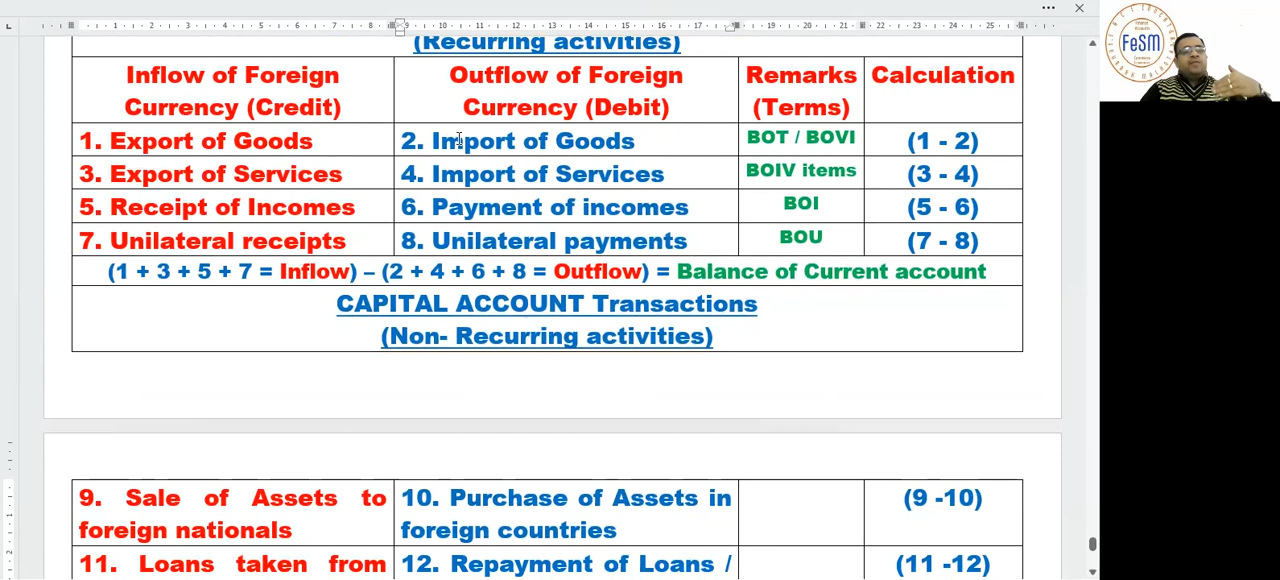 (Recurring activities)
Inflow of Foreign Currency (Credit)
Outflow of Foreign Currency (Debit)
Remarks (Terms)
Calculation
1. Export of Goods
2. Import of Goods
BOT / BOVI
(1 - 2)
3. Export of Services
4. Import of Services
BOIV items
(3 - 4)
5. Receipt of Incomes
6. Payment of incomes
BOI
(5 - 6)
7. Unilateral receipts
8. Unilateral payments
BOU
(7 - 8)
(1 + 3 + 5 + 7 = Inflow) – (2 + 4 + 6 + 8 = Outflow) = Balance of Current account
CAPITAL ACCOUNT Transactions
(Non- Recurring activities)
9. Sale of Assets to foreign nationals
10. Purchase of Assets in foreign countries
(9 -10)
11. Loans taken from
12. Repayment of Loans /
(11 -12)
FeSM